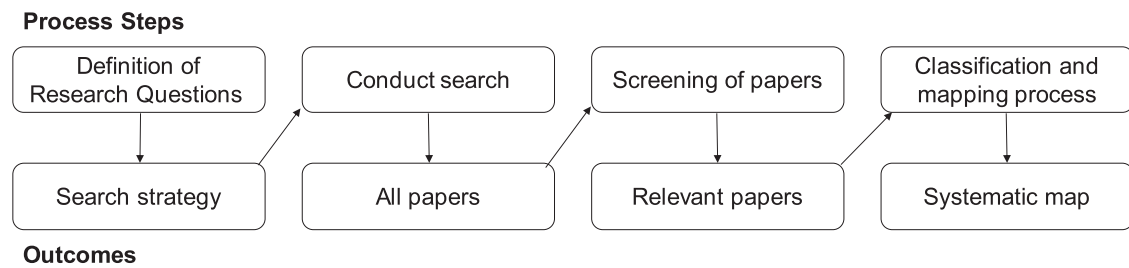 Process Steps
Definition of
Research Questions
Conduct search
Screening of papers
Classification and
mapping process
Search strategy
All papers
Relevant papers
Systematic map
Outcomes